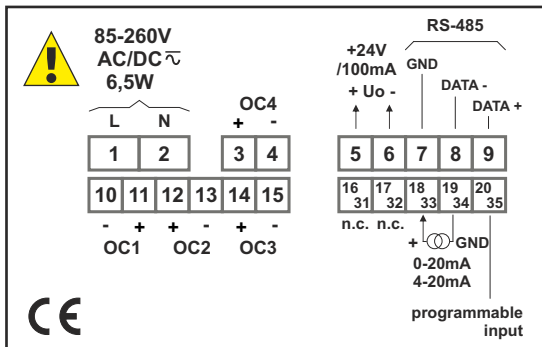 85-260V
AC/DC
6,5W
L N
OC4
+ -
1 2 3 4
10 11 12 13 14 15
- + + - + -
OC1 OC2 OC3
CE
RS-485
+24V
/100mA
+ Uo -
GND
DATA -
DATA +
5 6 7 8 9
16 17 18 19 20
31 32 33 34 35
n.c. n.c.
+ GND
0-20mA
4-20mA
programmable
input